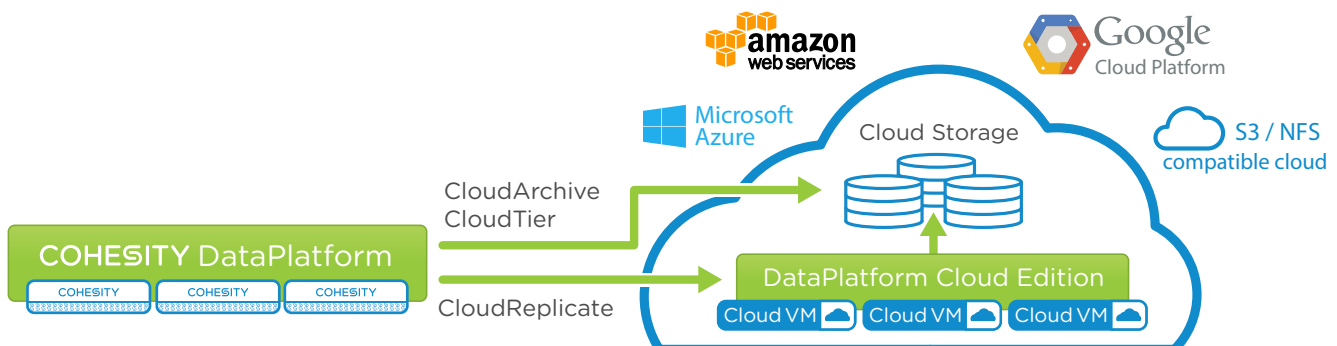 amazon
web services
Google
Cloud Platform
Microsoft
Azure
Cloud Storage
S3 / NFS
compatible cloud
CloudArchive
CloudTier
COHESITY DataPlatform
COHESITY COHESITY COHESITY
CloudReplicate
DataPlatform Cloud Edition
Cloud VM Cloud VM Cloud VM